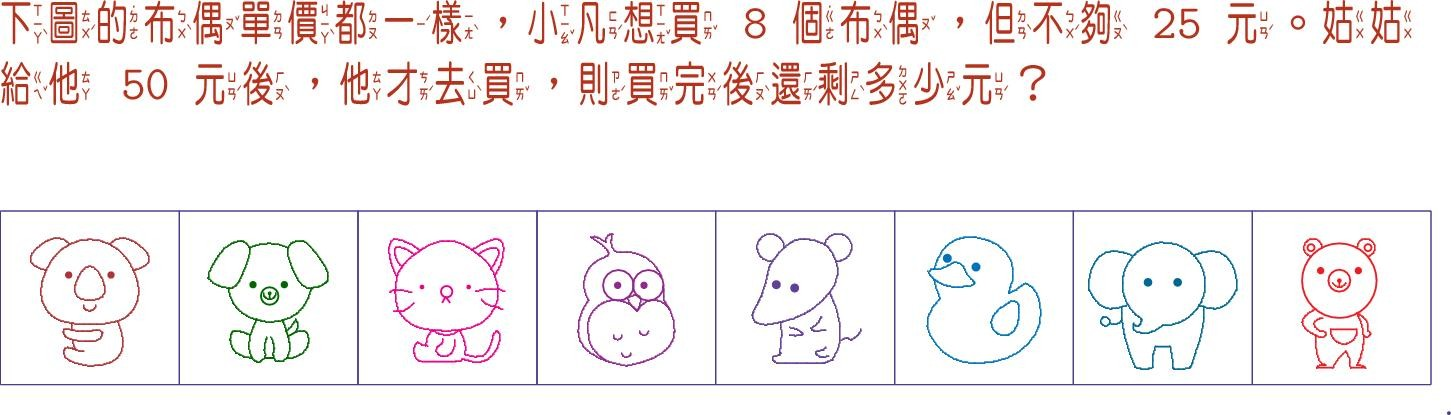 下圖的布偶單價都一樣，小凡想買 8 個布偶，但不夠 25 元。姑姑
給他 50 元後，他才去買，則買完後還剩多少元？